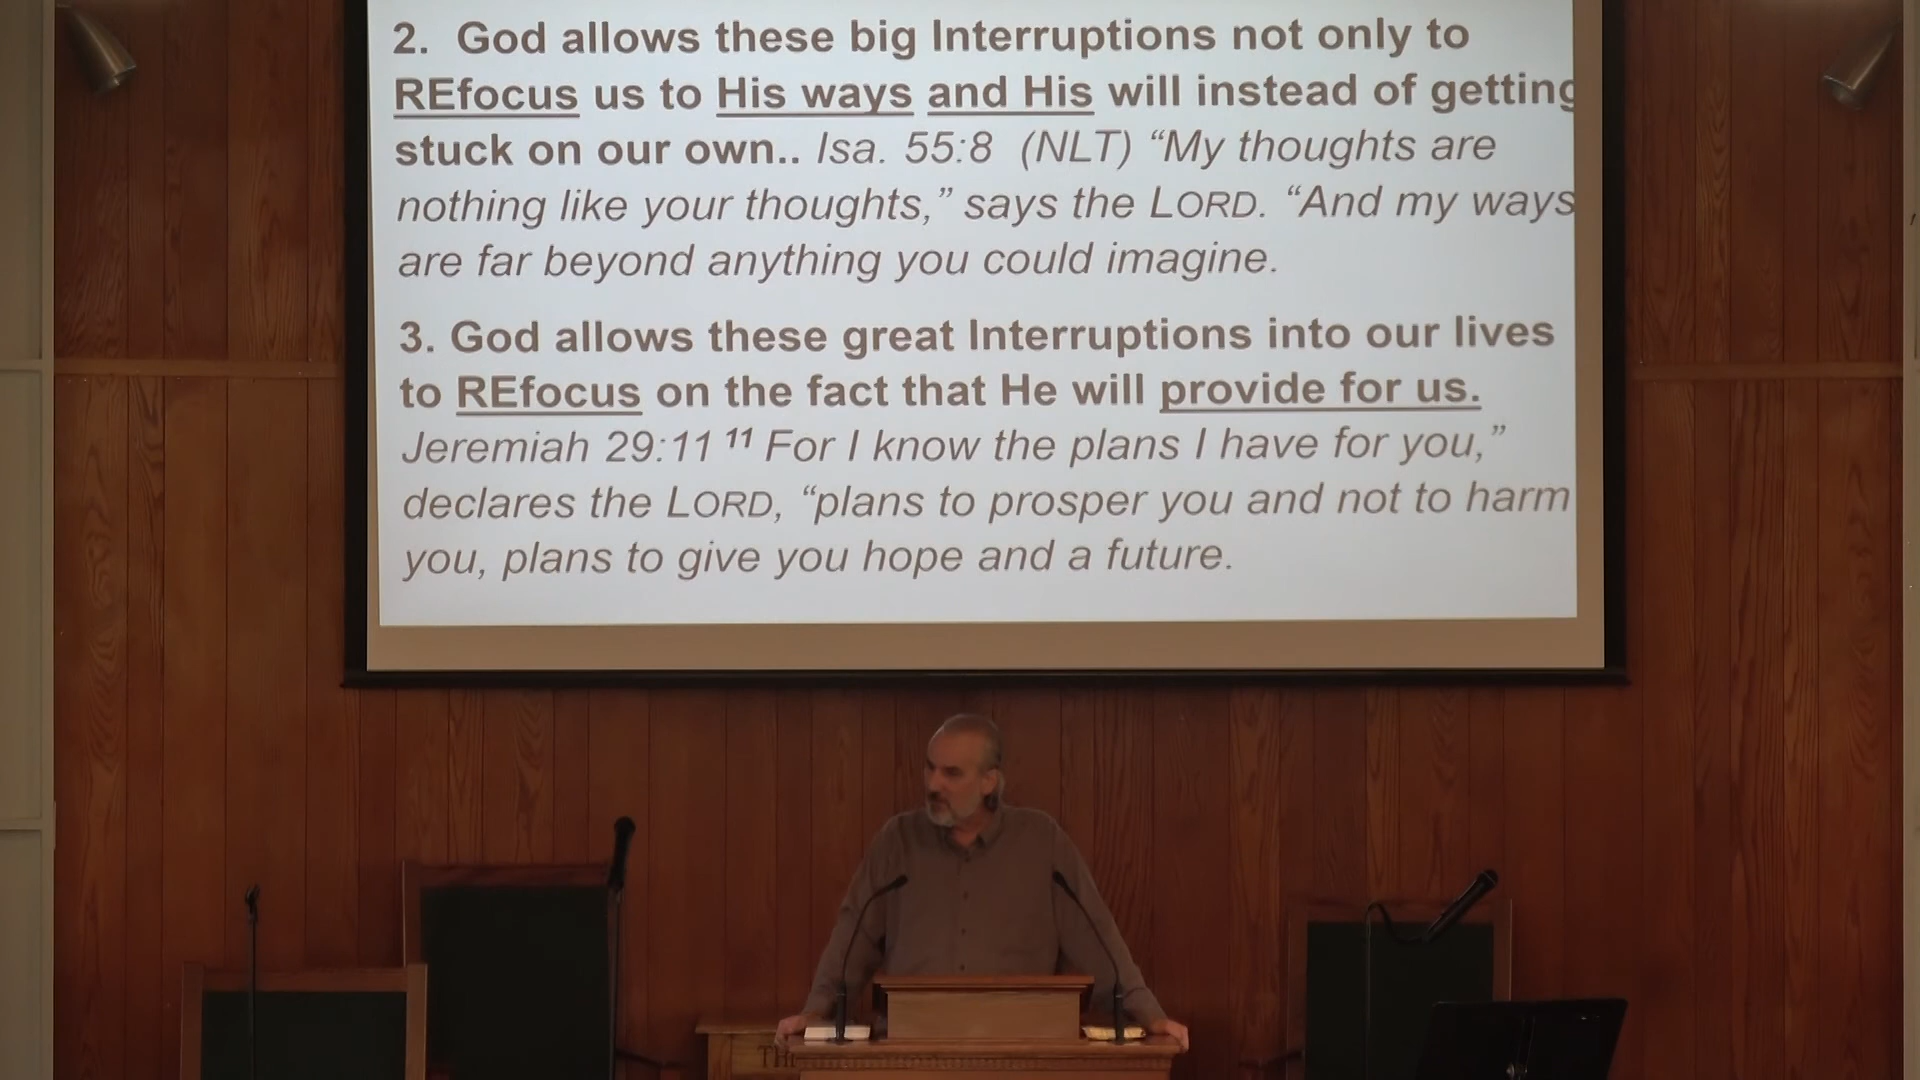 2. God allows these big Interruptions not only to
REfocus us to His ways and His will instead of getting
stuck on our own.. Isa. 55:8 (NLT) “My thoughts are
nothing like your thoughts,” says the LORD. “And my ways
are far beyond anything you could imagine.
3. God allows these great Interruptions into our lives
to REfocus on the fact that He will provide for us.
Jeremiah 29:11 ¹¹ For I know the plans I have for you,”
declares the LORD, “plans to prosper you and not to harm
you, plans to give you hope and a future.